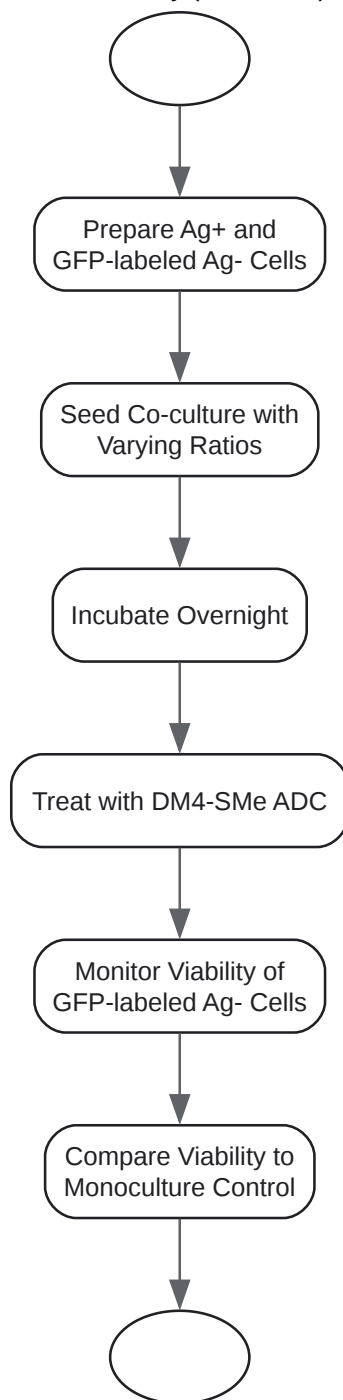 Prepare Ag+ and
GFP-labeled Ag- Cells
Seed Co-culture with
Varying Ratios
Incubate Overnight
Treat with DM4-SMe ADC
Monitor Viability of
GFP-labeled Ag- Cells
Compare Viability to
Monoculture Control